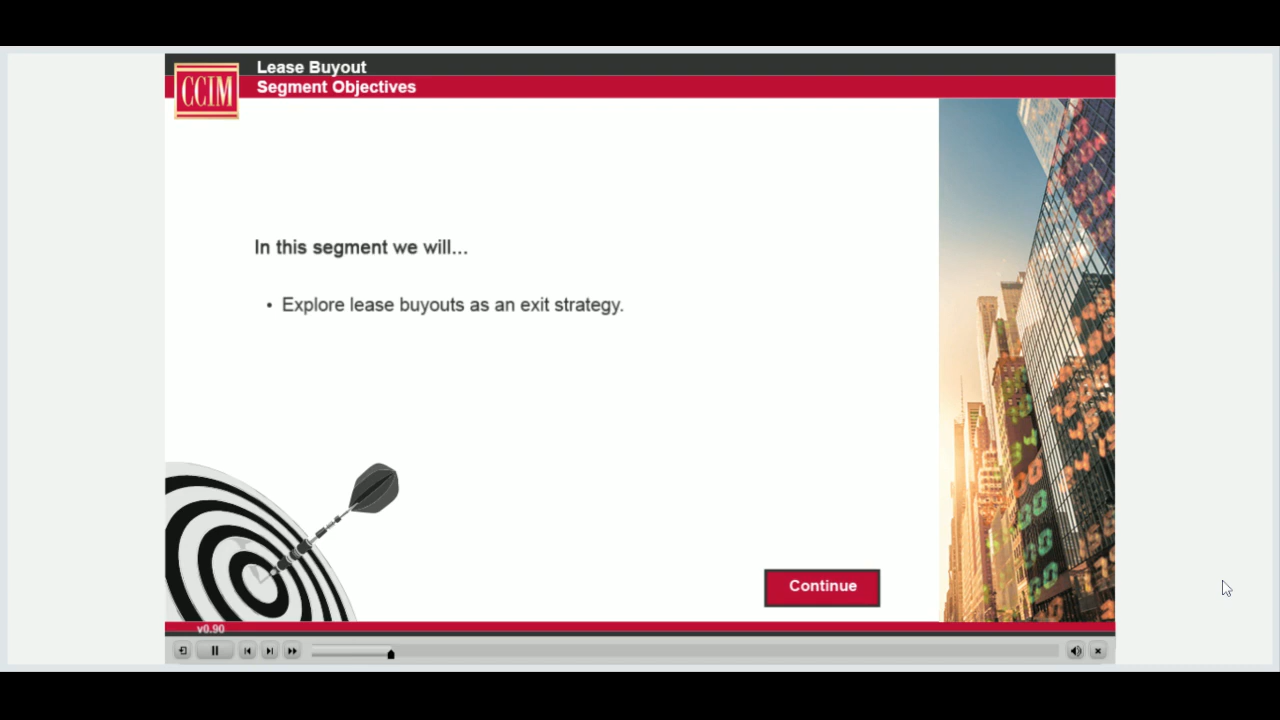 Lease Buyout
CCIM
Segment Objectives
In this segment we will...
• Explore lease buyouts as an exit strategy.
Continue
v0.90